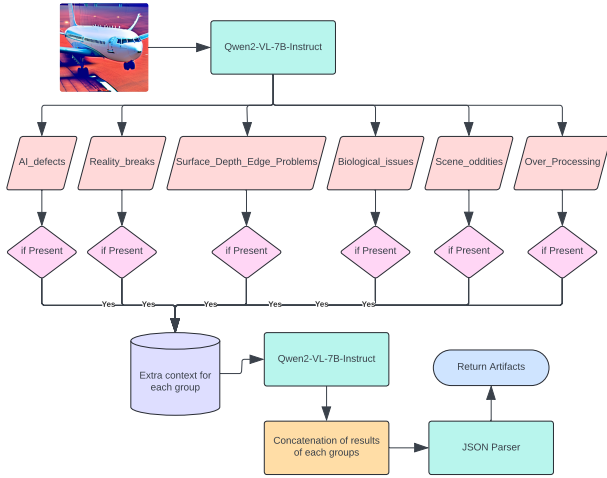 Qwen2-VL-7B-Instruct
AI_defects
Reality_breaks
Surface_Depth_Edge_Problems
Biological_issues
Scene_oddities
Over_Processing
if Present
if Present
if Present
if Present
if Present
if Present
Yes
Yes
Yes
Yes
Yes
Yes
Extra context for
each group
Qwen2-VL-7B-Instruct
Return Artifacts
Concatenation of results
of each groups
JSON Parser